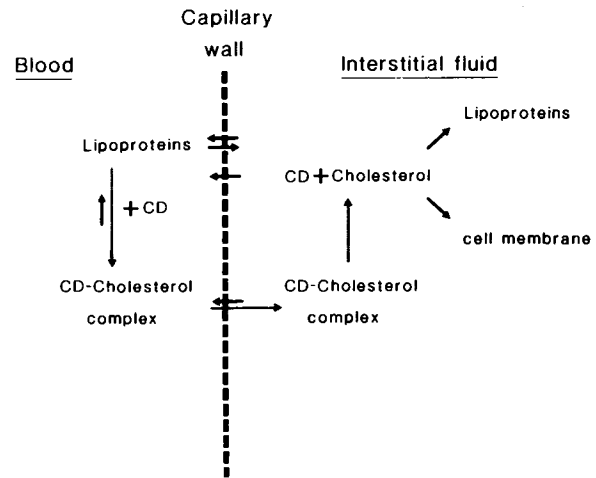 Capillary
wall
Blood
Interstitial fluid
Lipoproteins
Lipoproteins
CD+Cholesterol
+CD
cell membrane
CD-Cholesterol
complex
CD-Cholesterol
complex